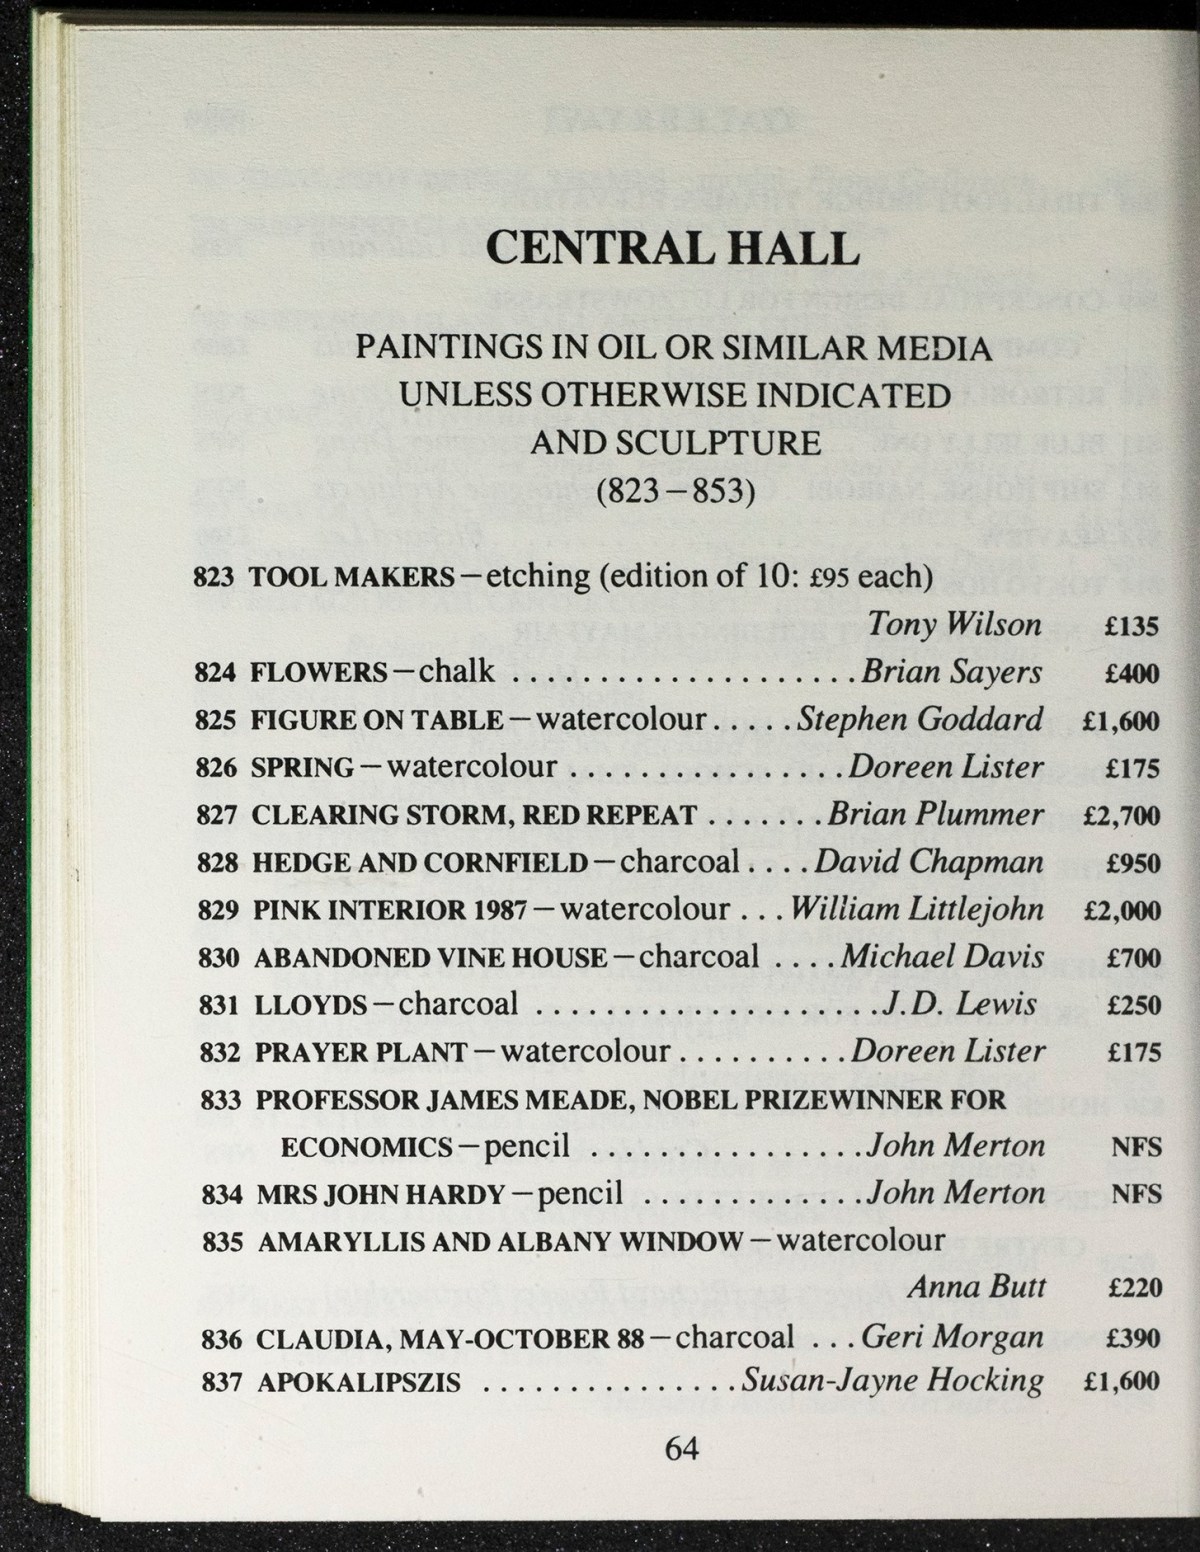 CENTRAL HALL
PAINTINGS IN OIL OR SIMILAR MEDIA
UNLESS OTHERWISE INDICATED
AND SCULPTURE
(823–853)
823 TOOL MAKERS—etching (edition of 10: £95 each)
Tony Wilson £135
824 FLOWERS—chalk . . . . . . . . . . . . . . . . . . . . Brian Sayers £400
825 FIGURE ON TABLE—watercolour . . . . . Stephen Goddard £1,600
826 SPRING—watercolour . . . . . . . . . . . . . . . . Doreen Lister £175
827 CLEARING STORM, RED REPEAT . . . . . . . Brian Plummer £2,700
828 HEDGE AND CORNFIELD—charcoal . . . . David Chapman £950
829 PINK INTERIOR 1987—watercolour . . . William Littlejohn £2,000
830 ABANDONED VINE HOUSE—charcoal . . . . Michael Davis £700
831 LLOYDS—charcoal . . . . . . . . . . . . . . . . . . . . J.D. Lewis £250
832 PRAYER PLANT—watercolour . . . . . . . . . . Doreen Lister £175
833 PROFESSOR JAMES MEADE, NOBEL PRIZEWINNER FOR
ECONOMICS—pencil . . . . . . . . . . . . . . . . John Merton NFS
834 MRS JOHN HARDY—pencil . . . . . . . . . . . . . John Merton NFS
835 AMARYLLIS AND ALBANY WINDOW—watercolour
Anna Butt £220
836 CLAUDIA, MAY-OCTOBER 88—charcoal . . . Geri Morgan £390
837 APOKALIPSZIS . . . . . . . . . . . . . . . Susan-Jayne Hocking £1,600
64